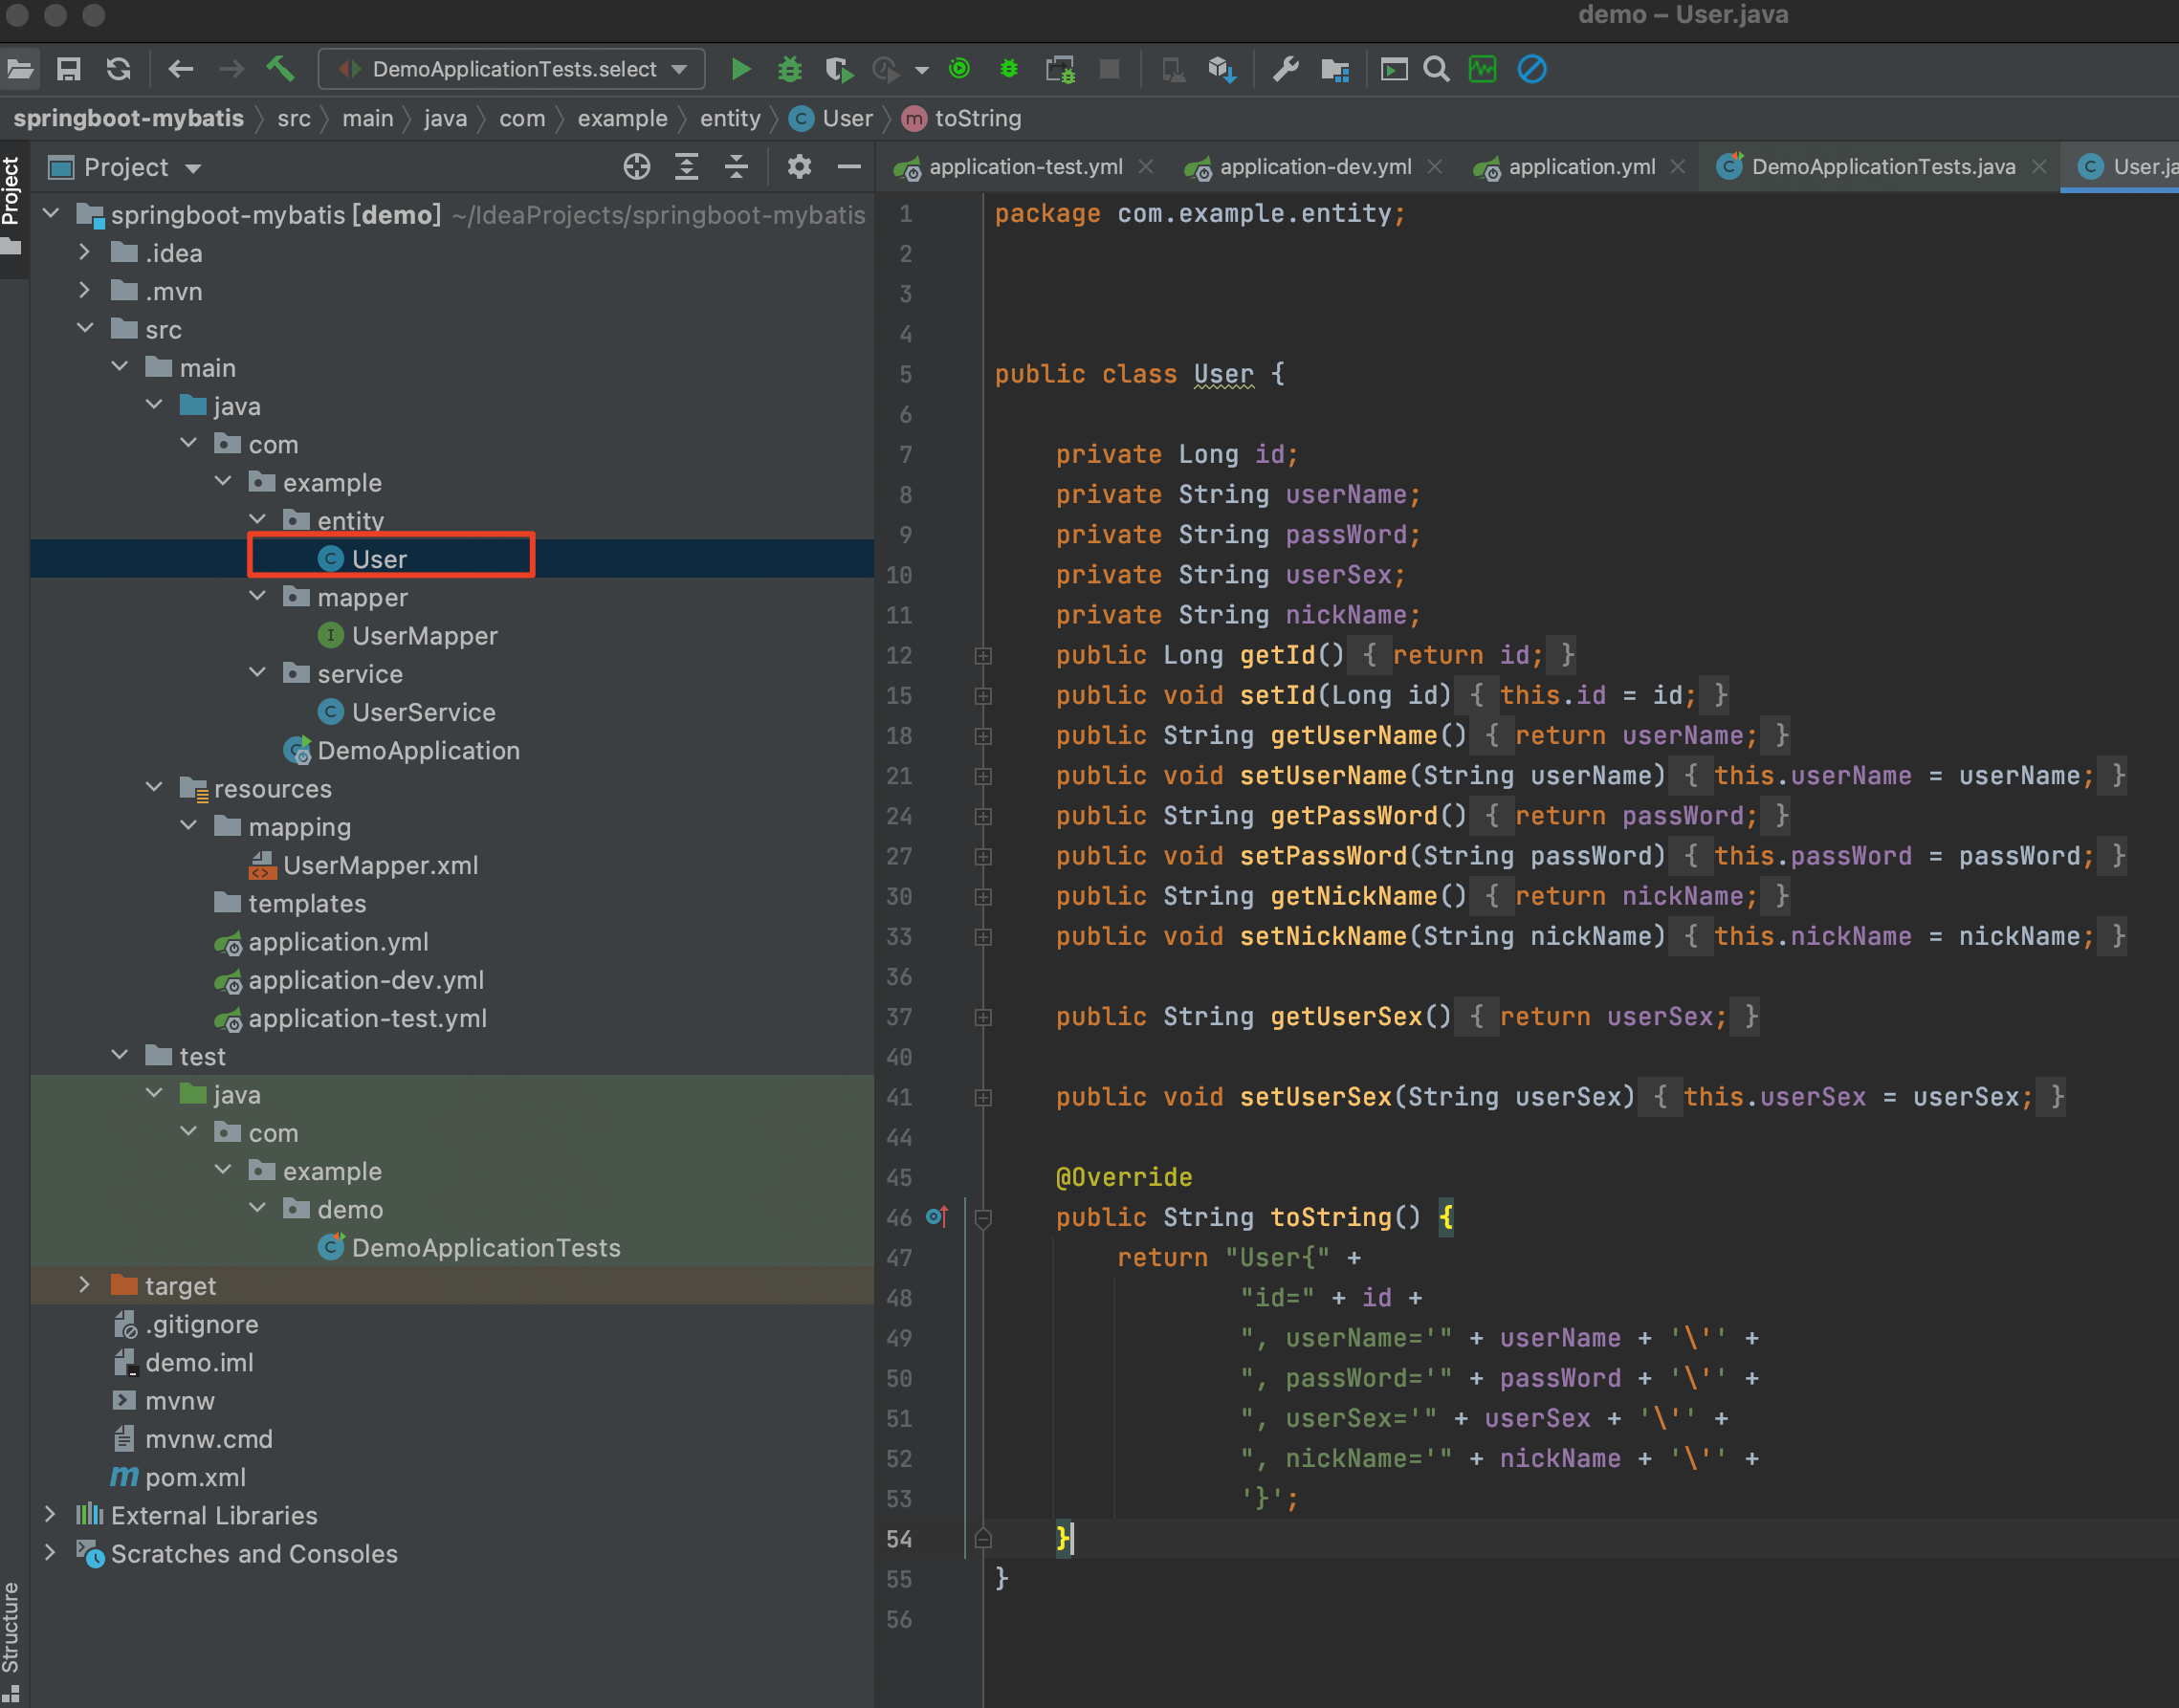 demo – User.java
DemoApplicationTests.select
springboot-mybatis src main java com example entity User toString
Project
Project
application-test.yml application-dev.yml application.yml DemoApplicationTests.java User.ja
springboot-mybatis [demo] ~/IdeaProjects/springboot-mybatis
.idea
.mvn
src
main
java
com
example
entity
User
mapper
UserMapper
service
UserService
DemoApplication
resources
mapping
UserMapper.xml
templates
application.yml
application-dev.yml
application-test.yml
test
java
com
example
demo
DemoApplicationTests
target
.gitignore
demo.iml
mvnw
mvnw.cmd
pom.xml
External Libraries
Scratches and Consoles
Structure
1 package com.example.entity;
2
3
4
5 public class User {
6
7 private Long id;
8 private String userName;
9 private String passWord;
10 private String userSex;
11 private String nickName;
12 public Long getId() { return id; }
15 public void setId(Long id) { this.id = id; }
18 public String getUserName() { return userName; }
21 public void setUserName(String userName) { this.userName = userName; }
24 public String getPassWord() { return passWord; }
27 public void setPassWord(String passWord) { this.passWord = passWord; }
30 public String getNickName() { return nickName; }
33 public void setNickName(String nickName) { this.nickName = nickName; }
36
37 public String getUserSex() { return userSex; }
40
41 public void setUserSex(String userSex) { this.userSex = userSex; }
44
45 @Override
46 public String toString() {
47 return "User{" +
48 "id=" + id +
49 ", userName='" + userName + '\'' +
50 ", passWord='" + passWord + '\'' +
51 ", userSex='" + userSex + '\'' +
52 ", nickName='" + nickName + '\'' +
53 '}';
54 }
55 }
56